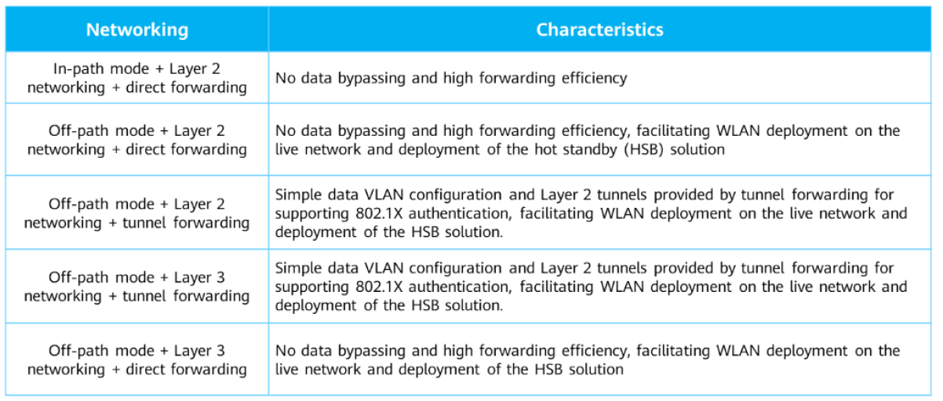 Networking
Characteristics
In-path mode + Layer 2
networking + direct forwarding
No data bypassing and high forwarding efficiency
Off-path mode + Layer 2
networking + direct forwarding
No data bypassing and high forwarding efficiency, facilitating WLAN deployment on the
live network and deployment of the hot standby (HSB) solution
Off-path mode + Layer 2
networking + tunnel forwarding
Simple data VLAN configuration and Layer 2 tunnels provided by tunnel forwarding for
supporting 802.1X authentication, facilitating WLAN deployment on the live network and
deployment of the HSB solution.
Off-path mode + Layer 3
networking + tunnel forwarding
Simple data VLAN configuration and Layer 2 tunnels provided by tunnel forwarding for
supporting 802.1X authentication, facilitating WLAN deployment on the live network and
deployment of the HSB solution.
Off-path mode + Layer 3
networking + direct forwarding
No data bypassing and high forwarding efficiency, facilitating WLAN deployment on the
live network and deployment of the HSB solution